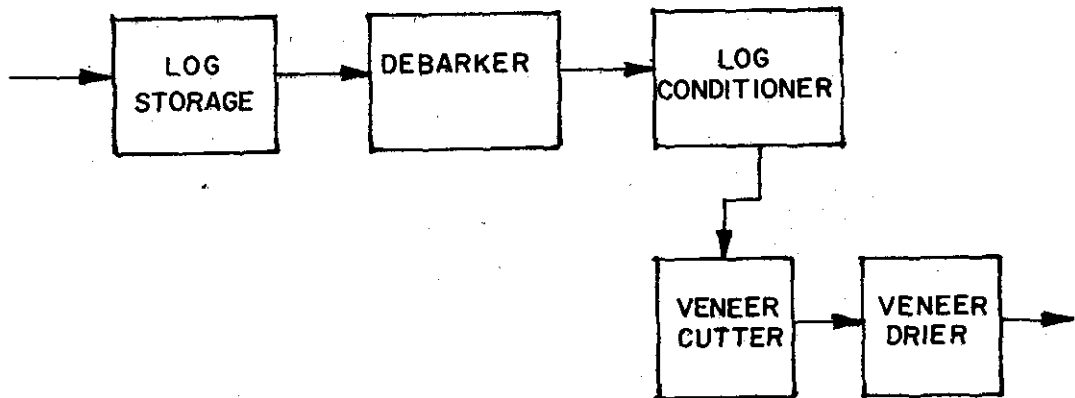 LOG
STORAGE
DEBARKER
LOG
CONDITIONER
VENEER
CUTTER
VENEER
DRIER